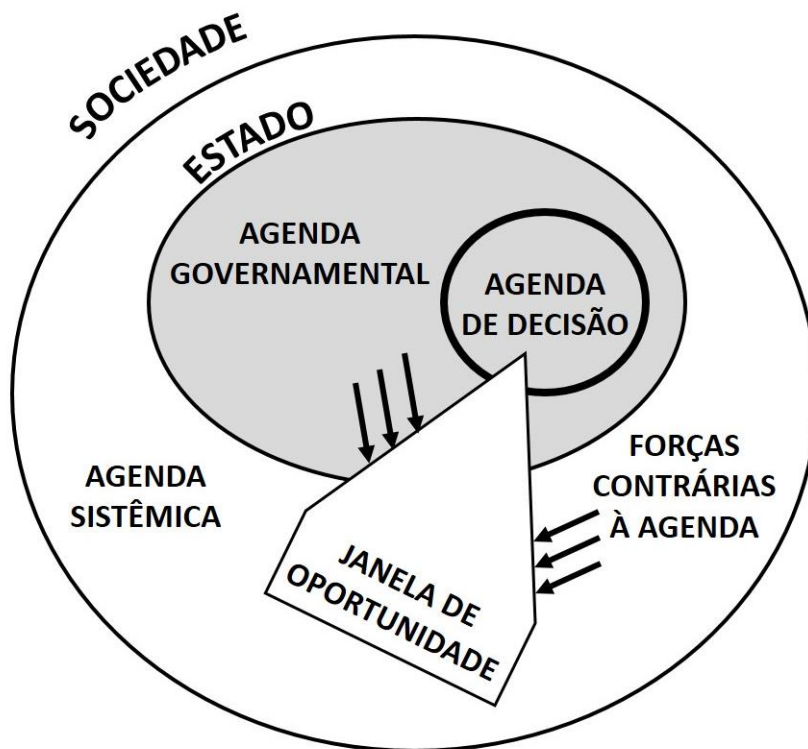 SOCIEDADE
ESTADO
AGENDA
GOVERNAMENTAL
AGENDA
DE DECISÃO
AGENDA
SISTÊMICA
FORÇAS
CONTRÁRIAS
À AGENDA
JANELA DE
OPORTUNIDADE